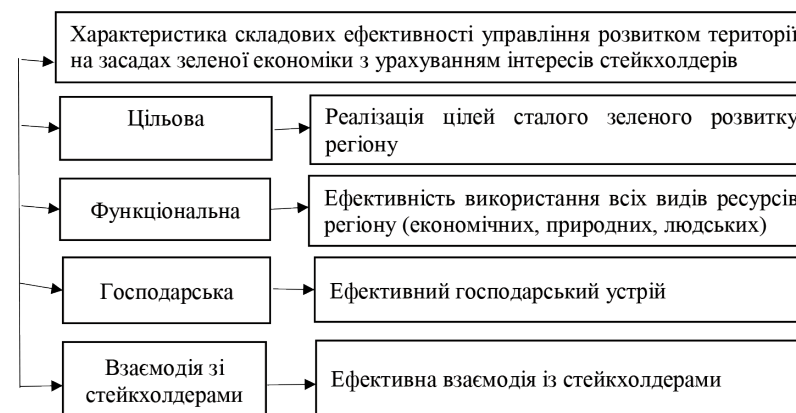 Характеристика складових ефективності управління розвитком території
на засадах зеленої економіки з урахуванням інтересів стейкхолдерів
Цільова
Реалізація цілей сталого зеленого розвитку
регіону
Функціональна
Ефективність використання всіх видів ресурсів
регіону (економічних, природних, людських)
Господарська
Ефективний господарський устрій
Взаємодія зі
стейкхолдерами
Ефективна взаємодія із стейкхолдерами